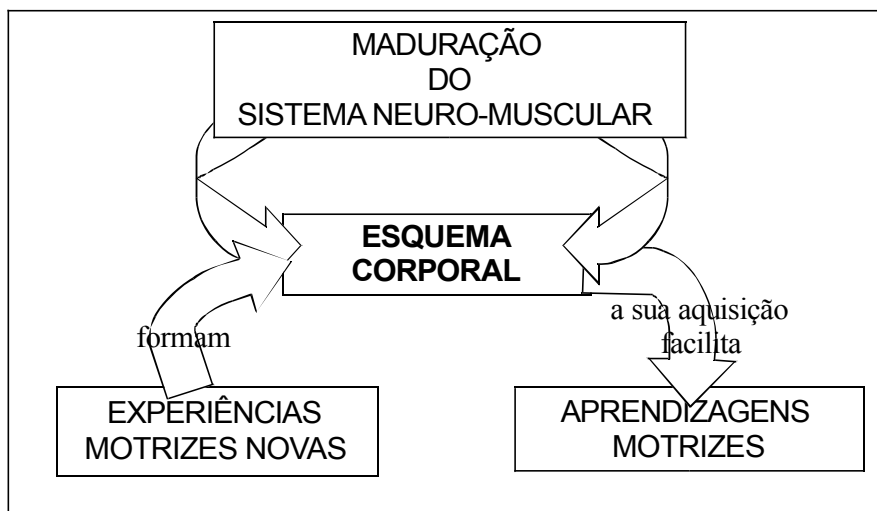 MADURAÇÃO
DO
SISTEMA NEURO-MUSCULAR
ESQUEMA
CORPORAL
formam
a sua aquisição
facilita
EXPERIÊNCIAS
MOTRIZES NOVAS
APRENDIZAGENS
MOTRIZES